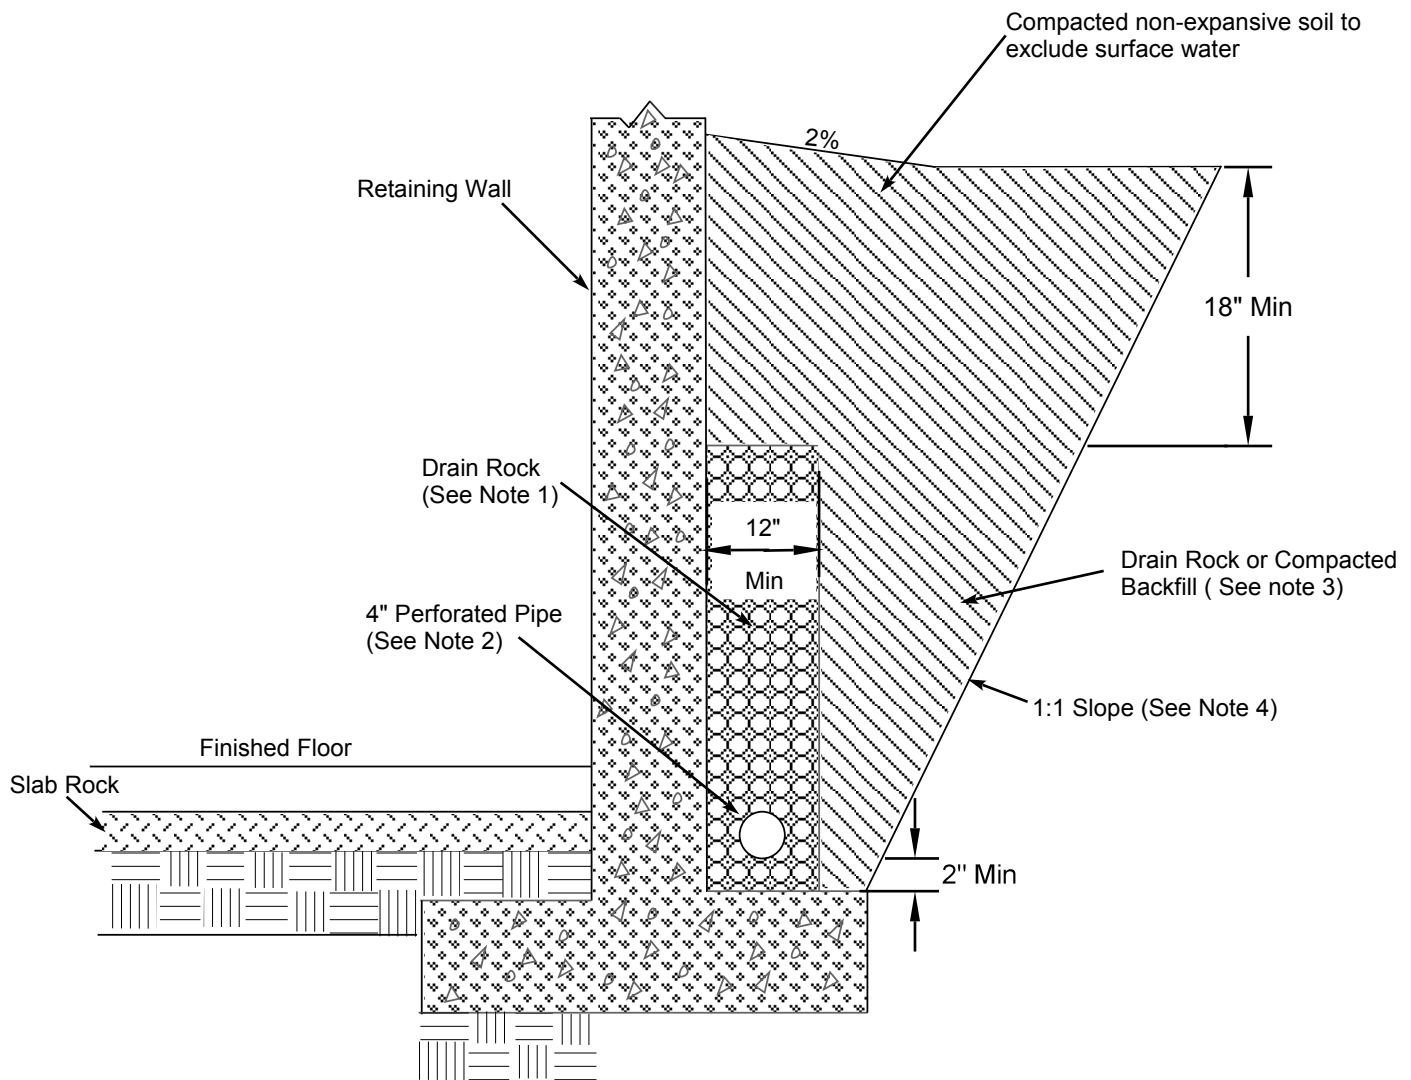 Compacted non-expansive soil to
exclude surface water
2%
Retaining Wall
18" Min
Drain Rock
(See Note 1)
12"
Min
Drain Rock or Compacted
Backfill ( See note 3)
4" Perforated Pipe
(See Note 2)
1:1 Slope (See Note 4)
Finished Floor
Slab Rock
2" Min